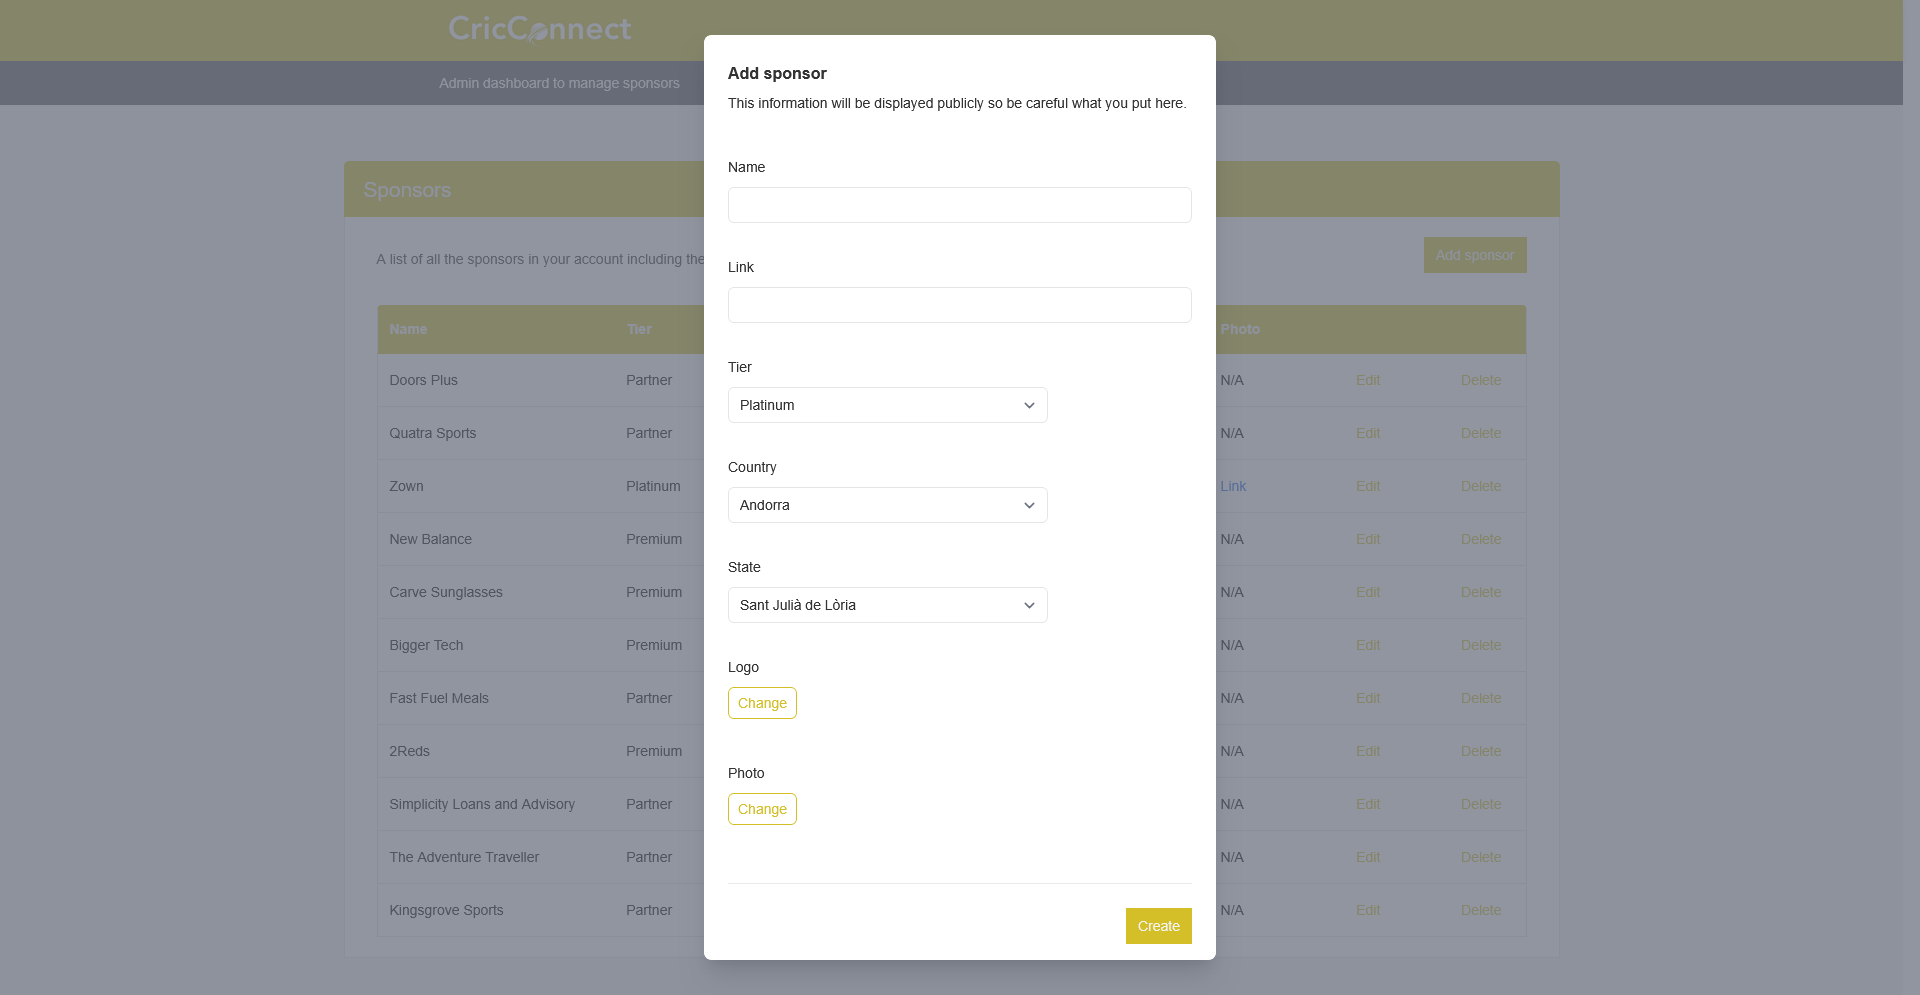 CricConnect
Admin dashboard to manage sponsors
Add sponsor
This information will be displayed publicly so be careful what you put here.
Name
Link
Tier
Platinum
Country
Andorra
State
Sant Julià de Lòria
Logo
Change
Photo
Change
Create
Sponsors
A list of all the sponsors in your account including the
Add sponsor
Name Tier Photo
Doors Plus Partner N/A Edit Delete
Quatra Sports Partner N/A Edit Delete
Zown Platinum Link Edit Delete
New Balance Premium N/A Edit Delete
Carve Sunglasses Premium N/A Edit Delete
Bigger Tech Premium N/A Edit Delete
Fast Fuel Meals Partner N/A Edit Delete
2Reds Premium N/A Edit Delete
Simplicity Loans and Advisory Partner N/A Edit Delete
The Adventure Traveller Partner N/A Edit Delete
Kingsgrove Sports Partner N/A Edit Delete